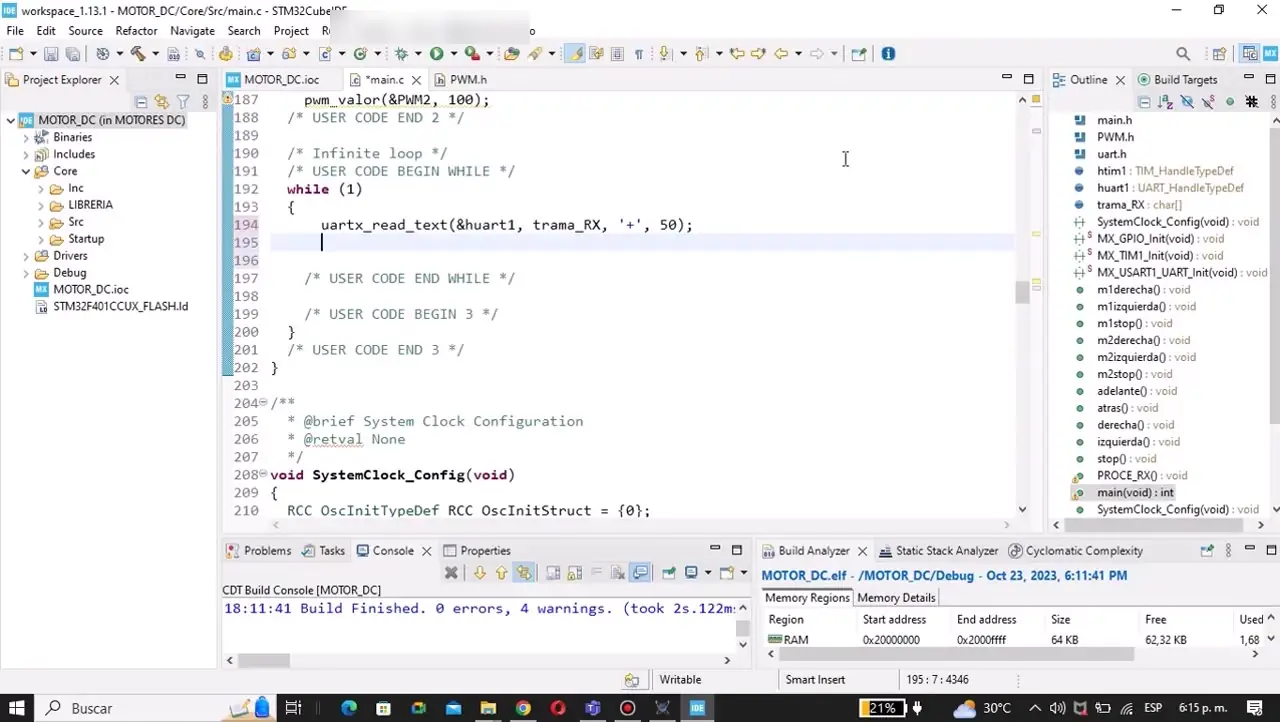 workspace_1.13.1 - MOTOR_DC/Core/Src/main.c - STM32CubeIDE
File Edit Source Refactor Navigate Search Project
Project Explorer
MOTOR_DC (in MOTORES DC)
Binaries
Includes
Core
Inc
LIBRERIA
Src
Startup
Drivers
Debug
MOTOR_DC.ioc
STM32F401CCUX_FLASH.ld
MOTOR_DC.ioc *main.c PWM.h
187 pwm_valor(&PWM2, 100);
188 /* USER CODE END 2 */
189
190 /* Infinite loop */
191 /* USER CODE BEGIN WHILE */
192 while (1)
193 {
194 uartx_read_text(&huart1, trama_RX, '+', 50);
195
196
197 /* USER CODE END WHILE */
198
199 /* USER CODE BEGIN 3 */
200 }
201 /* USER CODE END 3 */
202 }
203
204 /**
205 * @brief System Clock Configuration
206 * @retval None
207 */
208 void SystemClock_Config(void)
209 {
210 RCC_OscInitTypeDef RCC_OscInitStruct = {0};
Outline Build Targets
main.h
PWM.h
uart.h
htim1 : TIM_HandleTypeDef
huart1 : UART_HandleTypeDef
trama_RX : char[]
SystemClock_Config(void) : void
MX_GPIO_Init(void) : void
MX_TIM1_Init(void) : void
MX_USART1_UART_Init(void) : void
m1derecha() : void
m1izquierda() : void
m1stop() : void
m2derecha() : void
m2izquierda() : void
m2stop() : void
adelante() : void
atras() : void
derecha() : void
izquierda() : void
stop() : void
PROCE_RX() : void
main(void) : int
SystemClock_Config(void) : void
Problems Tasks Console Properties
CDT Build Console [MOTOR_DC]
18:11:41 Build Finished. 0 errors, 4 warnings. (took 2s.122ms
Build Analyzer Static Stack Analyzer Cyclomatic Complexity
MOTOR_DC.elf - /MOTOR_DC/Debug - Oct 23, 2023, 6:11:41 PM
Memory Regions Memory Details
Region Start address End address Size Free Used
RAM 0x20000000 0x2000ffff 64 KB 62,32 KB 1,68
Writable Smart Insert 195 : 7 : 4346
Buscar 21% 30°C ESP 6:15 p. m.